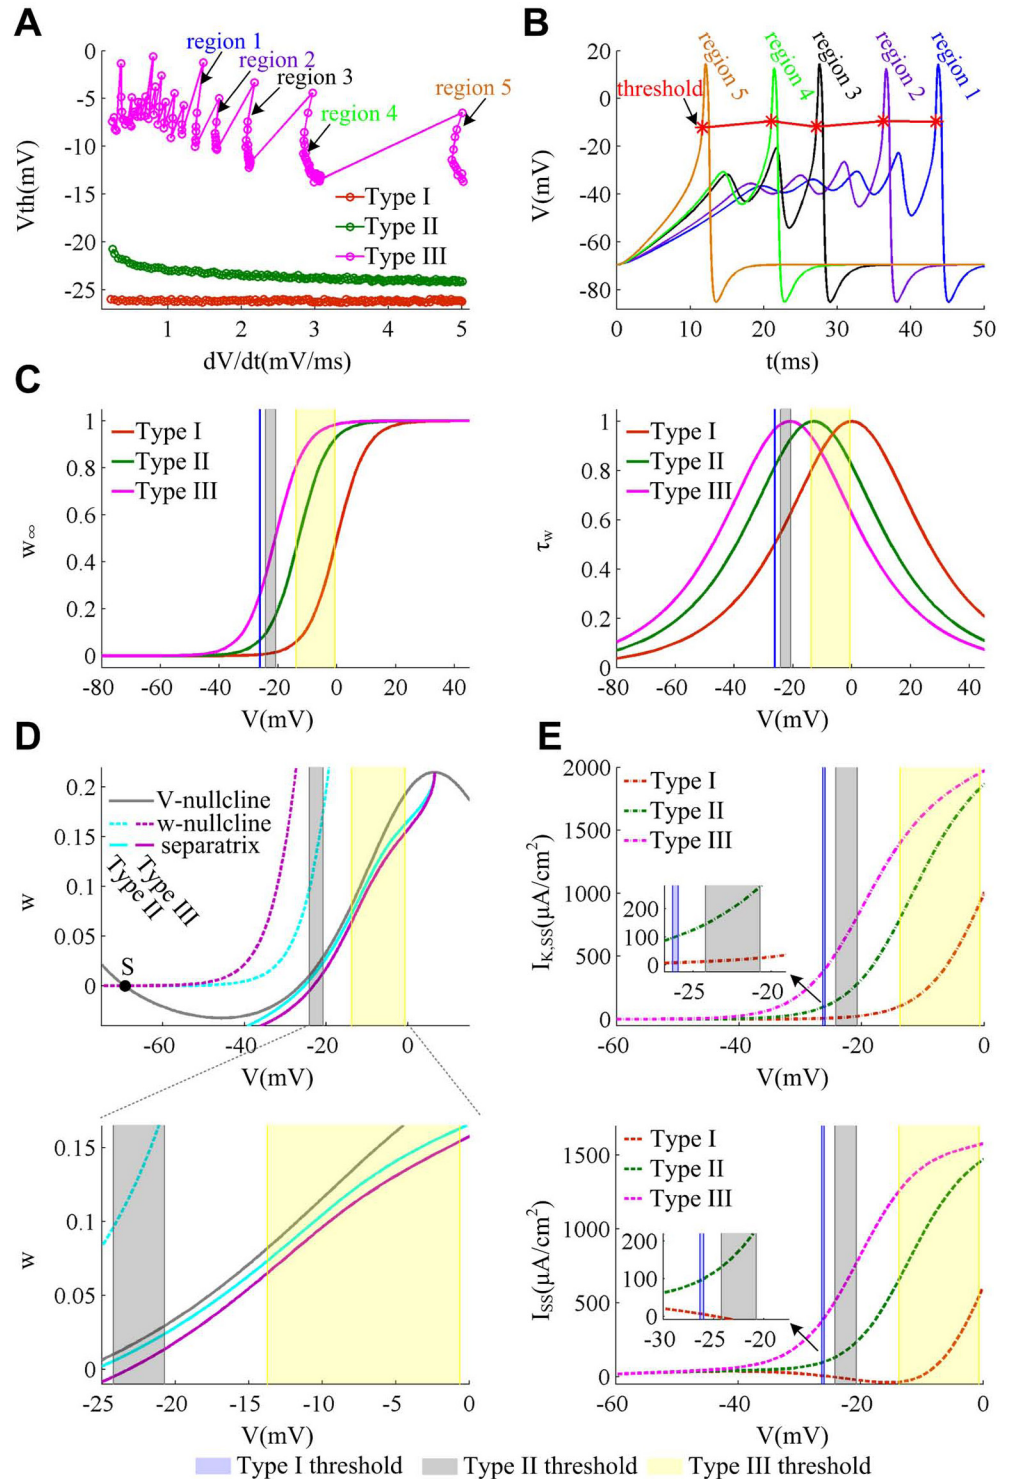 A
Vth(mV)
0
-5
-10
-15
-20
-25
region 1
region 2
region 3
region 4
region 5
Type I
Type II
Type III
1
2
3
4
5
dV/dt(mV/ms)
B
V(mV)
20
0
-20
-40
-60
-80
region 5
region 4
region 3
region 2
region 1
threshold
0
10
20
30
40
50
t(ms)
C
w∞
1
0.8
0.6
0.4
0.2
0
Type I
Type II
Type III
-80
-60
-40
-20
0
20
40
V(mV)
τw
1
0.8
0.6
0.4
0.2
0
Type I
Type II
Type III
-80
-60
-40
-20
0
20
40
V(mV)
D
w
0.2
0.15
0.1
0.05
0
V-nullcline
w-nullcline
separatrix
Type II
Type III
S
-60
-40
-20
0
V(mV)
w
0.15
0.1
0.05
0
-25
-20
-15
-10
-5
0
V(mV)
E
IK,SS(μA/cm²)
2000
1500
1000
500
0
Type I
Type II
Type III
200
100
0
-25
-20
-60
-40
-20
0
V(mV)
ISS(μA/cm²)
1500
1000
500
0
Type I
Type II
Type III
200
100
0
-30
-25
-20
-60
-40
-20
0
V(mV)
Type I threshold
Type II threshold
Type III threshold